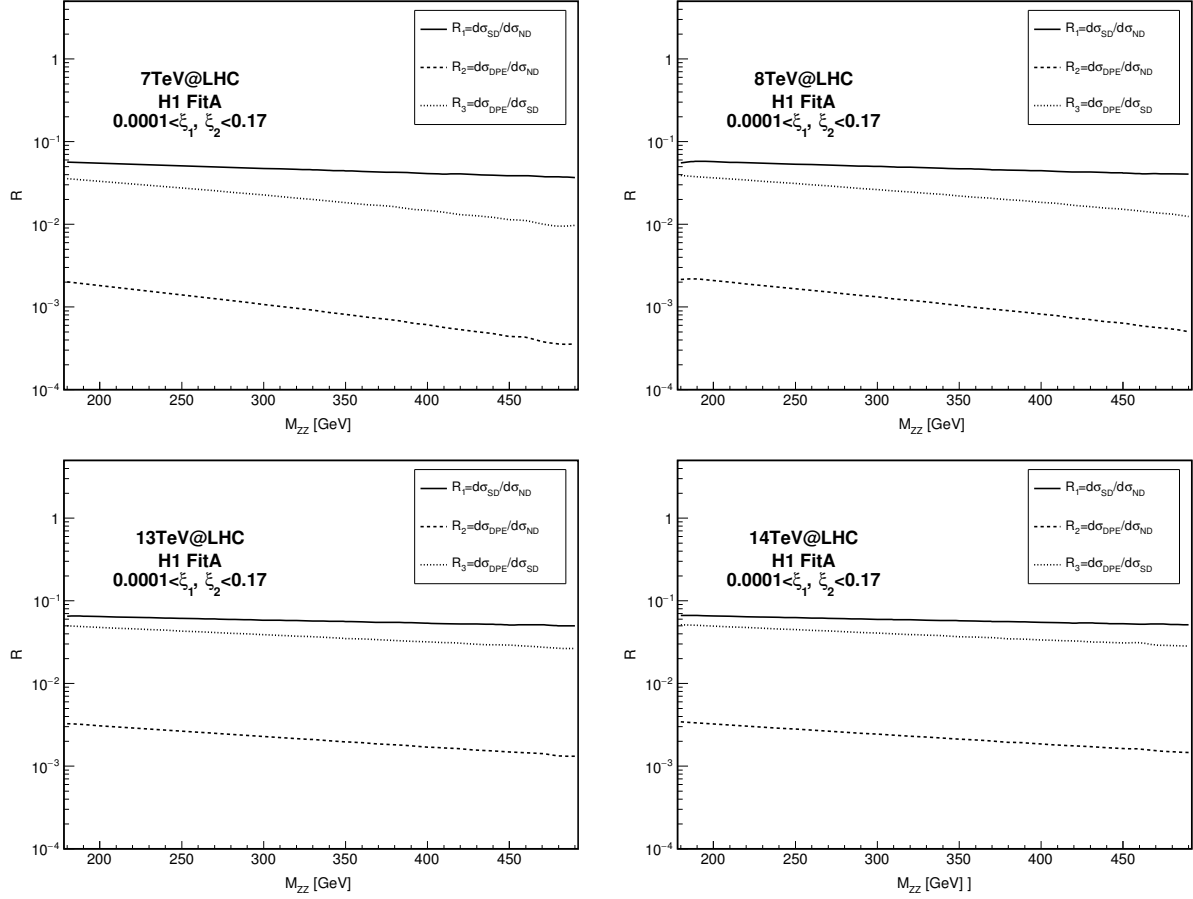 R₁=dσ_SD/dσ_ND
R₂=dσ_DPE/dσ_ND
R₃=dσ_DPE/dσ_SD
7TeV@LHC
H1 FitA
0.0001<ξ₁, ξ₂<0.17
1
10⁻¹
10⁻²
10⁻³
10⁻⁴
R
200 250 300 350 400 450
M_ZZ [GeV]
R₁=dσ_SD/dσ_ND
R₂=dσ_DPE/dσ_ND
R₃=dσ_DPE/dσ_SD
8TeV@LHC
H1 FitA
0.0001<ξ₁, ξ₂<0.17
1
10⁻¹
10⁻²
10⁻³
10⁻⁴
R
200 250 300 350 400 450
M_ZZ [GeV]
R₁=dσ_SD/dσ_ND
R₂=dσ_DPE/dσ_ND
R₃=dσ_DPE/dσ_SD
13TeV@LHC
H1 FitA
0.0001<ξ₁, ξ₂<0.17
1
10⁻¹
10⁻²
10⁻³
10⁻⁴
R
200 250 300 350 400 450
M_ZZ [GeV]
R₁=dσ_SD/dσ_ND
R₂=dσ_DPE/dσ_ND
R₃=dσ_DPE/dσ_SD
14TeV@LHC
H1 FitA
0.0001<ξ₁, ξ₂<0.17
1
10⁻¹
10⁻²
10⁻³
10⁻⁴
R
200 250 300 350 400 450
M_ZZ [GeV] ]